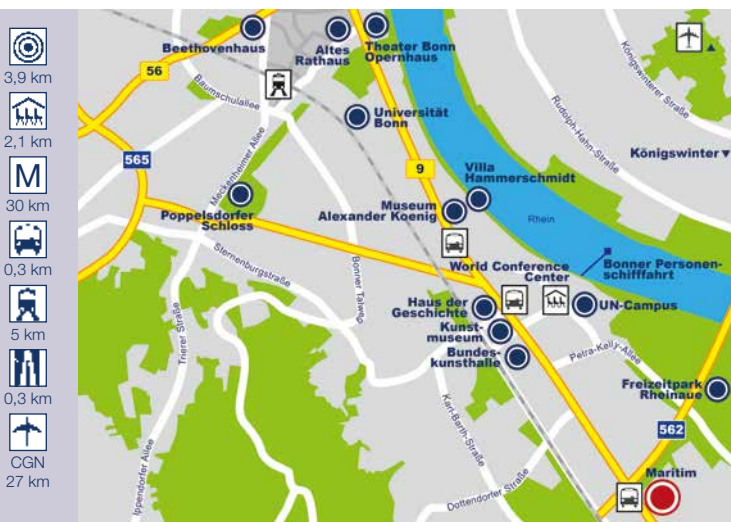 3,9 km
2,1 km
M
30 km
0,3 km
5 km
0,3 km
CGN
27 km
Beethovenhaus
Altes
Rathaus
Theater Bonn
Opernhaus
56
Baumschulallee
Universität
Bonn
Königswinterer Straße
Rudolph-Hahn-Straße
Königswinter
565
Meckenheimer Allee
9
Villa
Hammerschmidt
Museum
Alexander Koenig
Rhein
Poppelsdorfer
Schloss
Sternenburgstraße
Bonner Talweg
World Conference
Center
Bonner Personen-
schifffahrt
Haus der
Geschichte
UN-Campus
Kunst-
museum
Bundes-
kunsthalle
Trierer Straße
Petra-Kelly-Allee
Freizeitpark
Rheinaue
Karl-Barth-Straße
562
Ippendorfer Allee
Dottendorfer Straße
Maritim